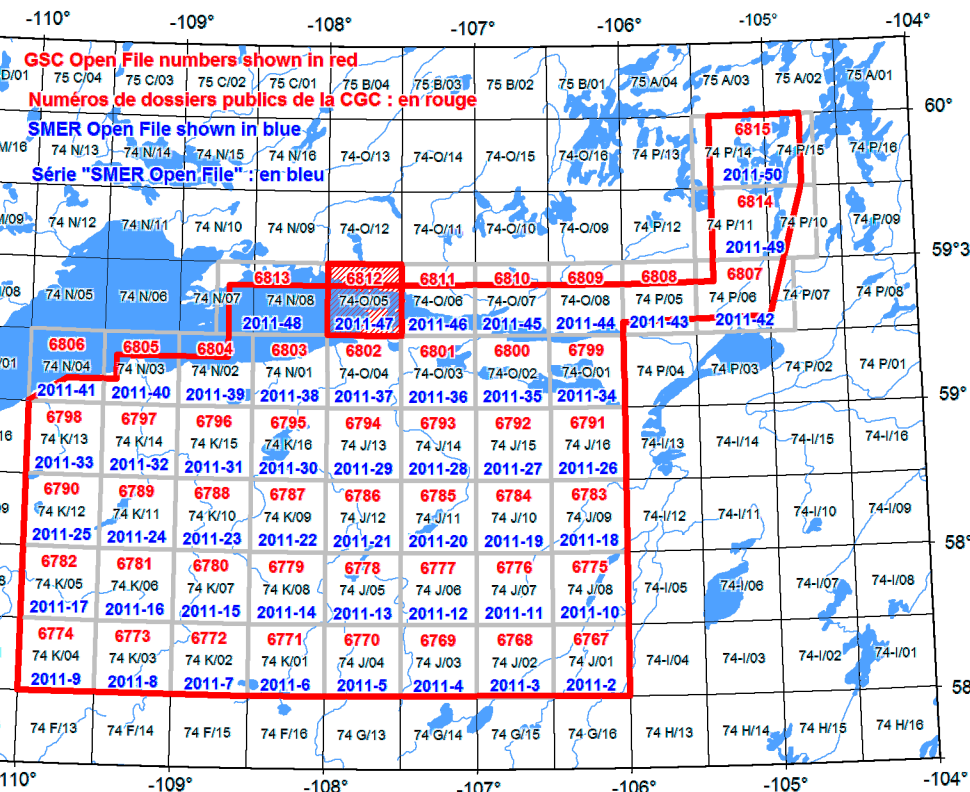 -110° -109° -108° -107° -106° -105° -104°
GSC Open File numbers shown in red
D/01 75 C/04 75 C/03 75 C/02 75 C/01 75 B/04 75 B/03 75 B/02 75 B/01 75 A/04 75 A/03 75 A/02 75 A/01
Numéros de dossiers publics de la CGC : en rouge
60°
SMER Open File shown in blue
6815
M/16 74 N/13 74 N/14 74 N/15 74 N/16 74-O/13 74-O/14 74-O/15 74-O/16 74 P/13 74 P/14 74 P/15 74 P/16
Série "SMER Open File" : en bleu
2011-50
6814
M/09 74 N/12 74 N/11 74 N/10 74 N/09 74-O/12 74-O/11 74-O/10 74-O/09 74 P/12 74 P/11 74 P/10 74 P/09
2011-49
59°3
6813 6812 6811 6810 6809 6808 6807
/08 74 N/05 74 N/06 74 N/07 74 N/08 74-O/05 74-O/06 74-O/07 74-O/08 74 P/05 74 P/06 74 P/07 74 P/08
2011-48 2011-47 2011-46 2011-45 2011-44 2011-43 2011-42
6806 6805 6804 6803 6802 6801 6800 6799
/01 74 N/04 74 N/03 74 N/02 74 N/01 74-O/04 74-O/03 74-O/02 74-O/01 74 P/04 74 P/03 74 P/02 74 P/01
2011-41 2011-40 2011-39 2011-38 2011-37 2011-36 2011-35 2011-34
59°
6798 6797 6796 6795 6794 6793 6792 6791
16 74 K/13 74 K/14 74 K/15 74 K/16 74 J/13 74 J/14 74 J/15 74 J/16 74-I/13 74-I/14 74-I/15 74-I/16
2011-33 2011-32 2011-31 2011-30 2011-29 2011-28 2011-27 2011-26
6790 6789 6788 6787 6786 6785 6784 6783
9 74 K/12 74 K/11 74 K/10 74 K/09 74 J/12 74 J/11 74 J/10 74 J/09 74-I/12 74-I/11 74-I/10 74-I/09
2011-25 2011-24 2011-23 2011-22 2011-21 2011-20 2011-19 2011-18
58°
6782 6781 6780 6779 6778 6777 6776 6775
8 74 K/05 74 K/06 74 K/07 74 K/08 74 J/05 74 J/06 74 J/07 74 J/08 74-I/05 74-I/06 74-I/07 74-I/08
2011-17 2011-16 2011-15 2011-14 2011-13 2011-12 2011-11 2011-10
6774 6773 6772 6771 6770 6769 6768 6767
74 K/04 74 K/03 74 K/02 74 K/01 74 J/04 74 J/03 74 J/02 74 J/01 74-I/04 74-I/03 74-I/02 74-I/01
2011-9 2011-8 2011-7 2011-6 2011-5 2011-4 2011-3 2011-2
58
74 F/13 74 F/14 74 F/15 74 F/16 74 G/13 74 G/14 74 G/15 74 G/16 74 H/13 74 H/14 74 H/15 74 H/16
110° -109° -108° -107° -106° -105° -104°